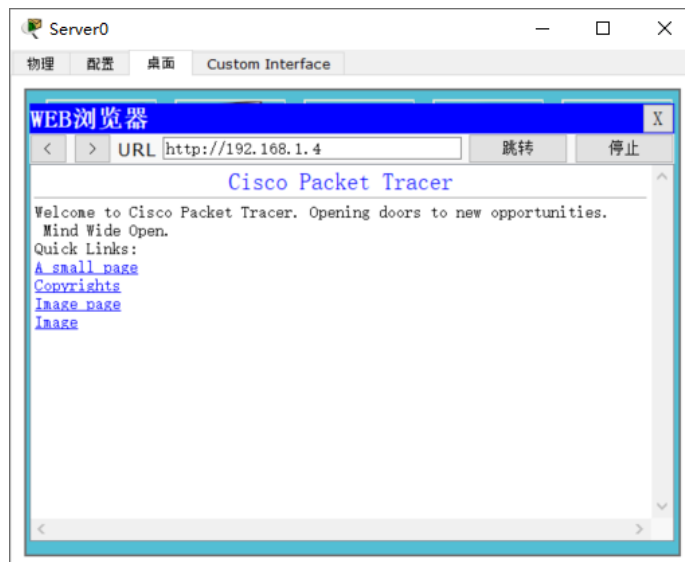 Server0
物理 配置 桌面 Custom Interface
WEB浏览器 X
< > URL http://192.168.1.4 跳转 停止
Cisco Packet Tracer
Welcome to Cisco Packet Tracer. Opening doors to new opportunities.
Mind Wide Open.
Quick Links:
A small page
Copyrights
Image page
Image